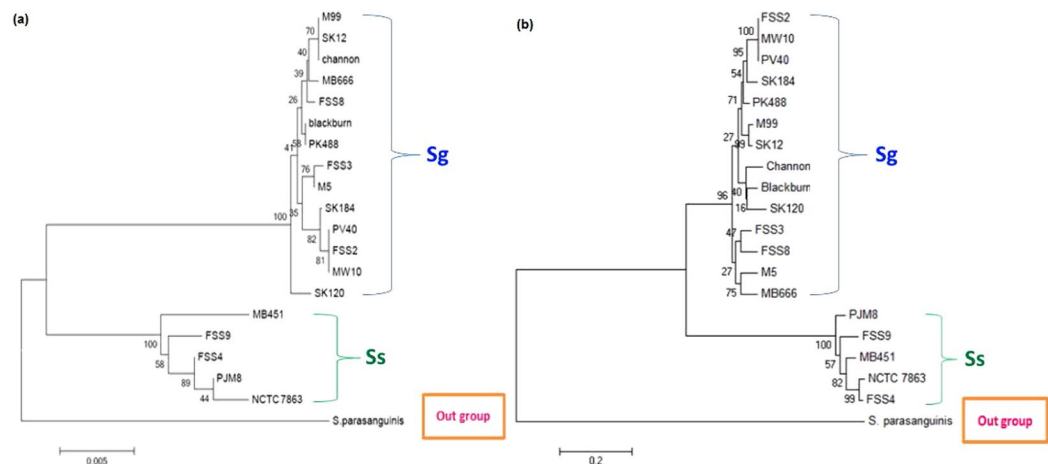 (a)
M99
70
SK12
40
channon
39
MB666
26
FSS8
blackburn
58
PK488
41
76
FSS3
M5
35
SK184
100
PV40
82
FSS2
81
MW10
SK120
Sg
MB451
100
FSS9
58
FSS4
89
PJM8
44
NCTC 7863
Ss
S.parasanguinis
Out group
0.005
(b)
FSS2
100
MW10
95
PV40
54
SK184
71
PK488
M99
27
99
SK12
Channon
96
40
Blackburn
16
SK120
47
FSS3
FSS8
27
M5
75
MB666
Sg
PJM8
100
FSS9
57
MB451
82
NCTC 7863
99
FSS4
Ss
S. parasanguinis
Out group
0.2